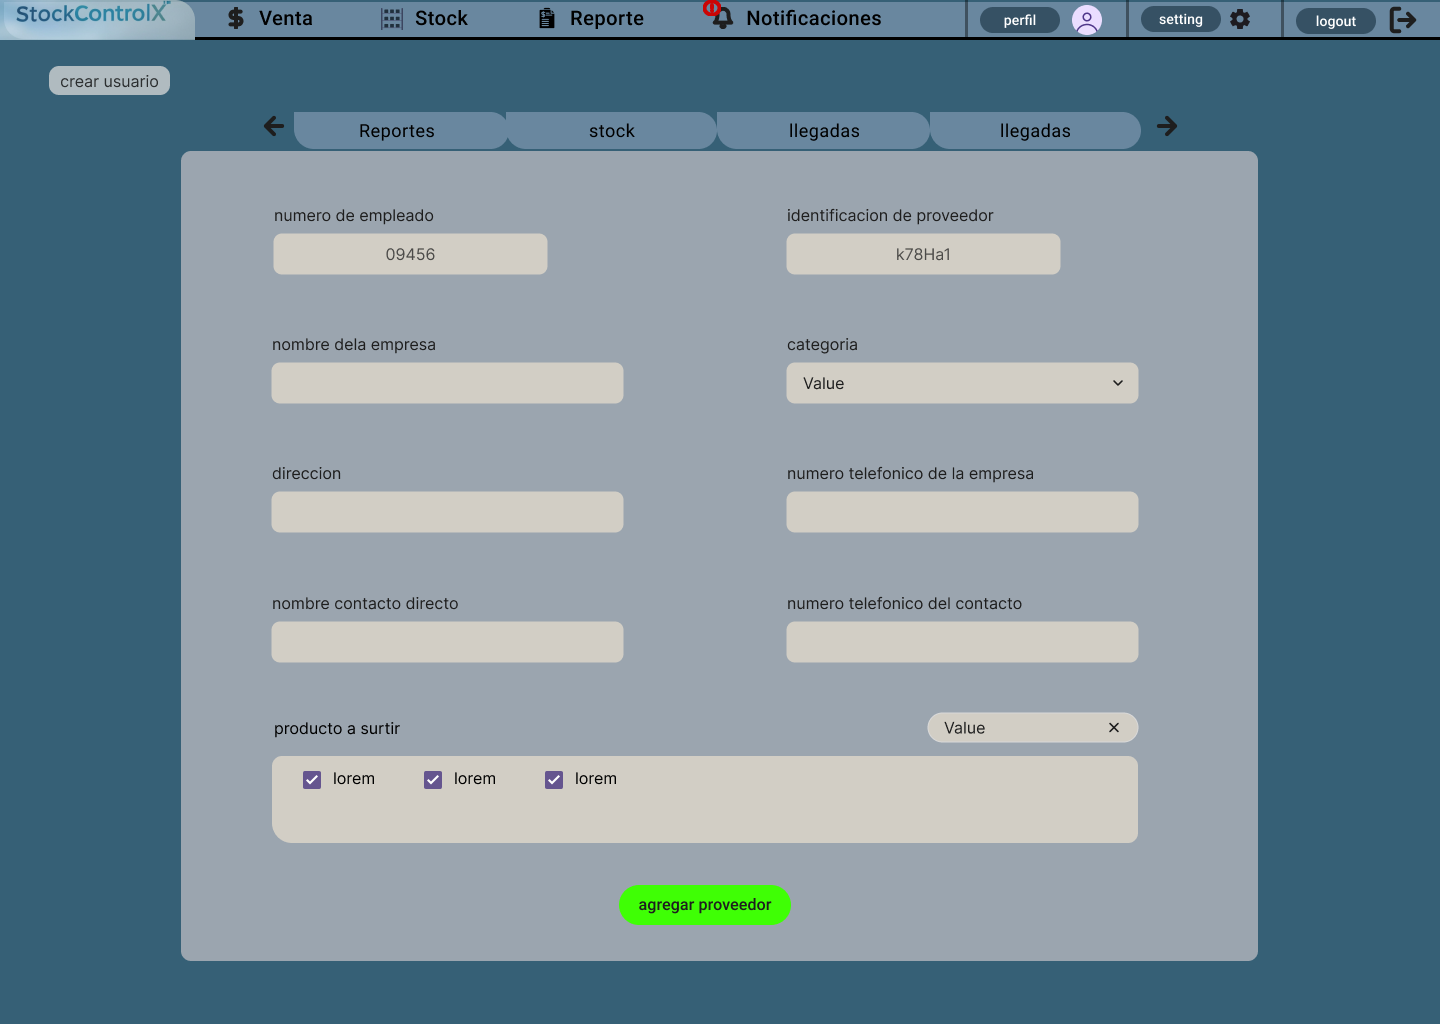 StockControlX
Venta
Stock
0
Reporte
Notificaciones
perfil
setting
logout
crear usuario
Reportes
stock
llegadas
llegadas
numero de empleado
identificacion de proveedor
09456
k78Ha1
nombre dela empresa
categoria
Value
direccion
numero telefonico de la empresa
nombre contacto directo
numero telefonico del contacto
producto a surtir
Value
lorem
lorem
lorem
agregar proveedor